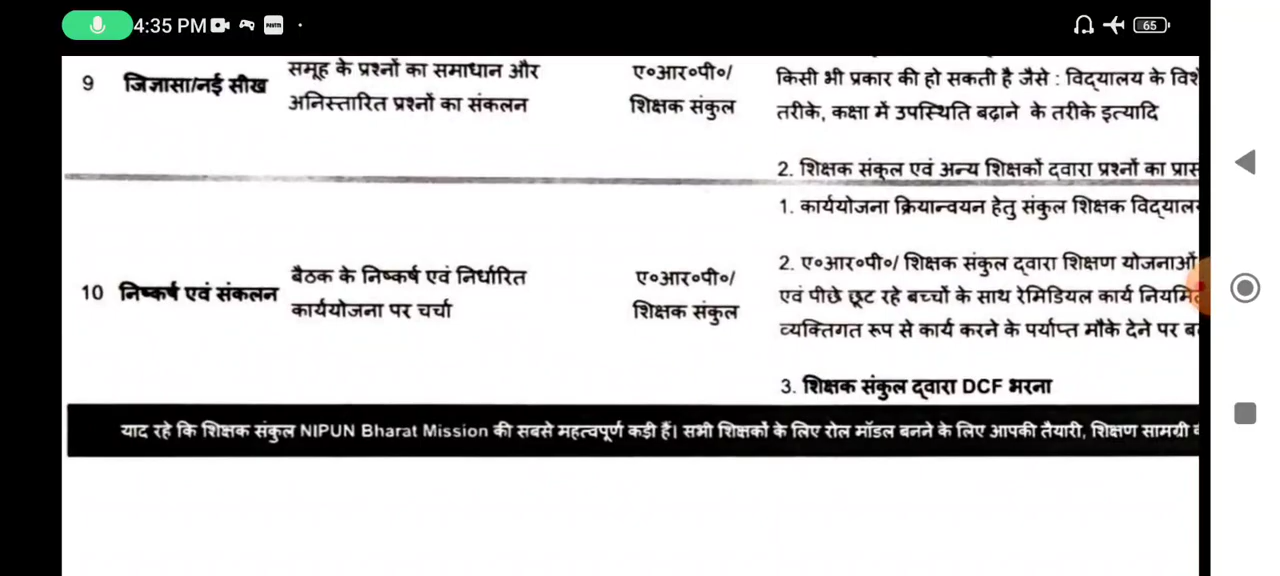 4:35 PM
65
9 जिज्ञासा/नई सीख
समूह के प्रश्नों का समाधान और
अनिस्तारित प्रश्नों का संकलन
ए०आर०पी०/
शिक्षक संकुल
किसी भी प्रकार की हो सकती है जैसे : विद्यालय के विशे
तरीके, कक्षा में उपस्थिति बढ़ाने के तरीके इत्यादि
2. शिक्षक संकुल एवं अन्य शिक्षकों द्वारा प्रश्नों का प्रास
10 निष्कर्ष एवं संकलन
बैठक के निष्कर्ष एवं निर्धारित
कार्ययोजना पर चर्चा
ए०आर०पी०/
शिक्षक संकुल
1. कार्ययोजना क्रियान्वयन हेतु संकुल शिक्षक विद्याल
2. ए०आर०पी०/ शिक्षक संकुल द्वारा शिक्षण योजनाओं
एवं पीछे छूट रहे बच्चों के साथ रेमिडियल कार्य नियमि
व्यक्तिगत रूप से कार्य करने के पर्याप्त मौके देने पर ब
3. शिक्षक संकुल द्वारा DCF भरना
याद रहे कि शिक्षक संकुल NIPUN Bharat Mission की सबसे महत्वपूर्ण कड़ी हैं। सभी शिक्षकों के लिए रोल मॉडल बनने के लिए आपकी तैयारी, शिक्षण सामग्री